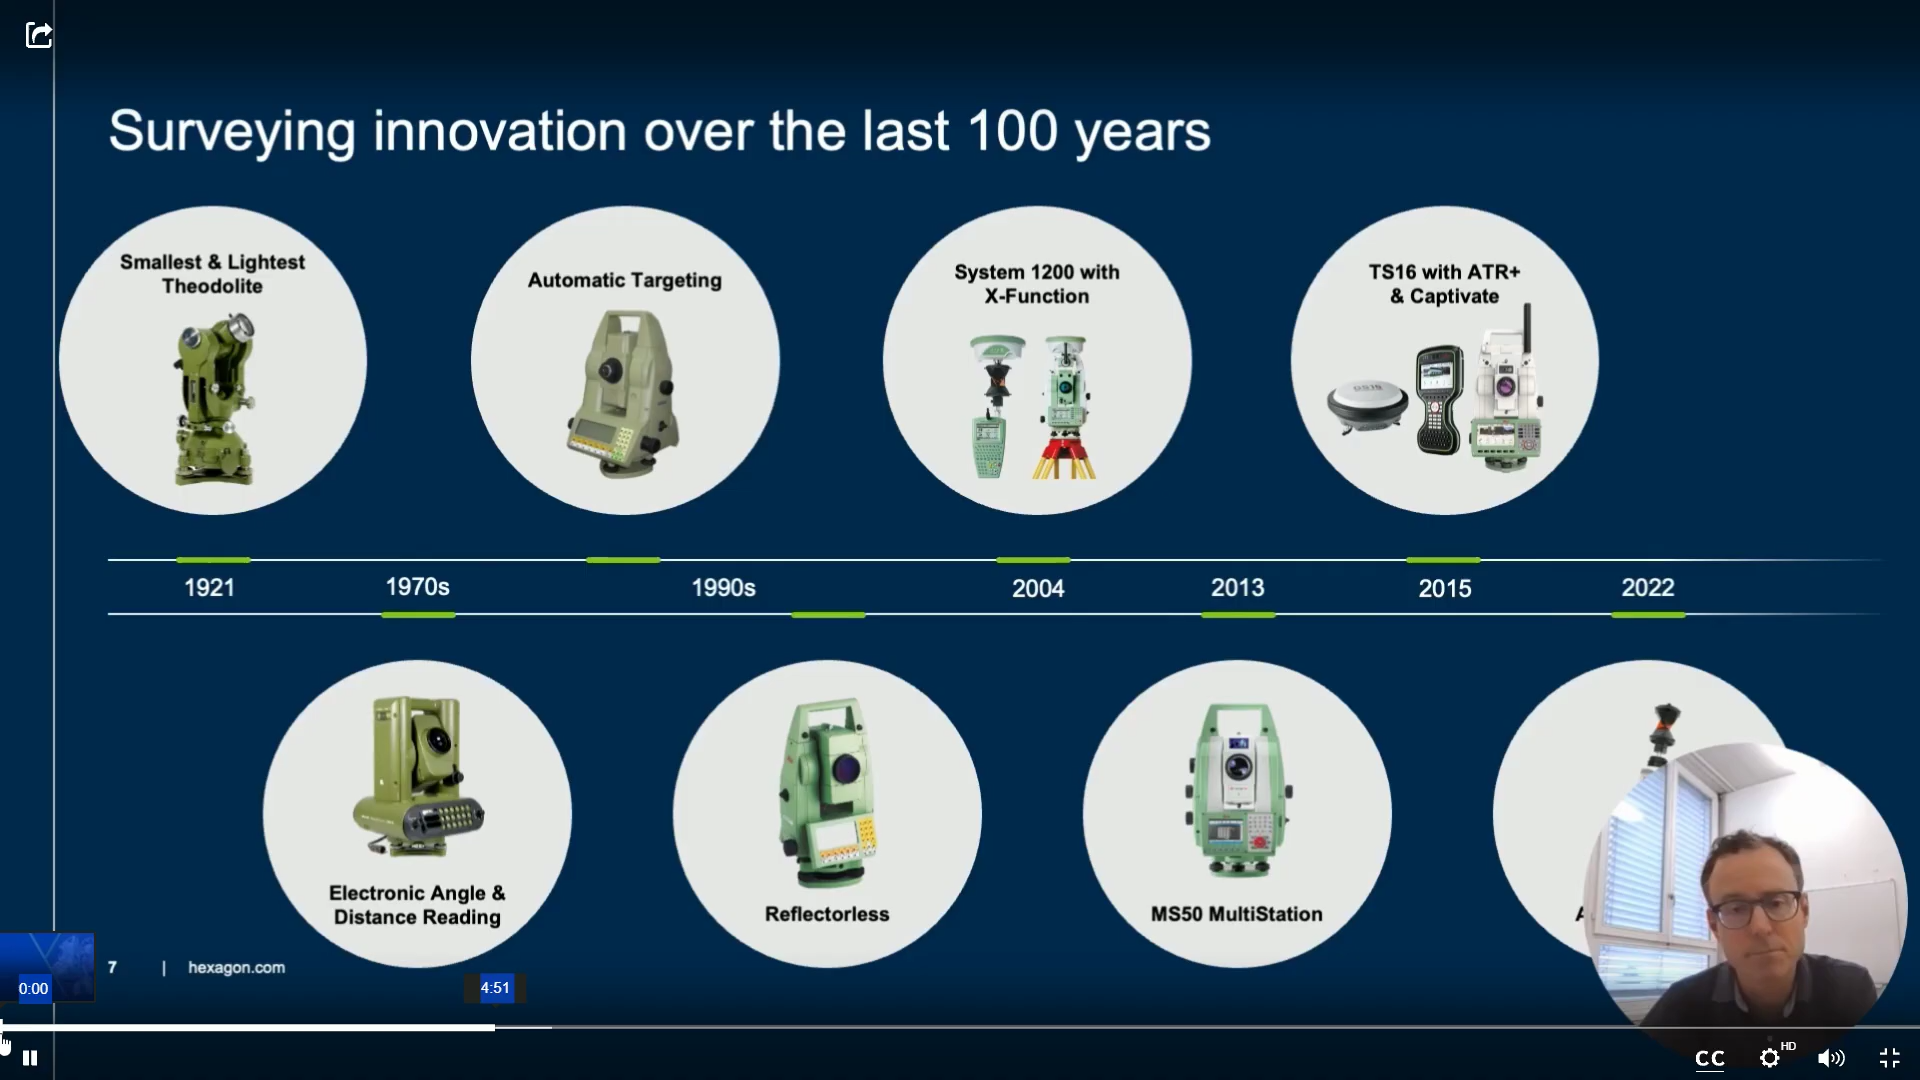 Surveying innovation over the last 100 years
Smallest & Lightest
Theodolite
Automatic Targeting
System 1200 with
X-Function
TS16 with ATR+
& Captivate
1921
1970s
1990s
2004
2013
2015
2022
Electronic Angle &
Distance Reading
Reflectorless
MS50 MultiStation
7 | hexagon.com
0:00
4:51
CC
HD